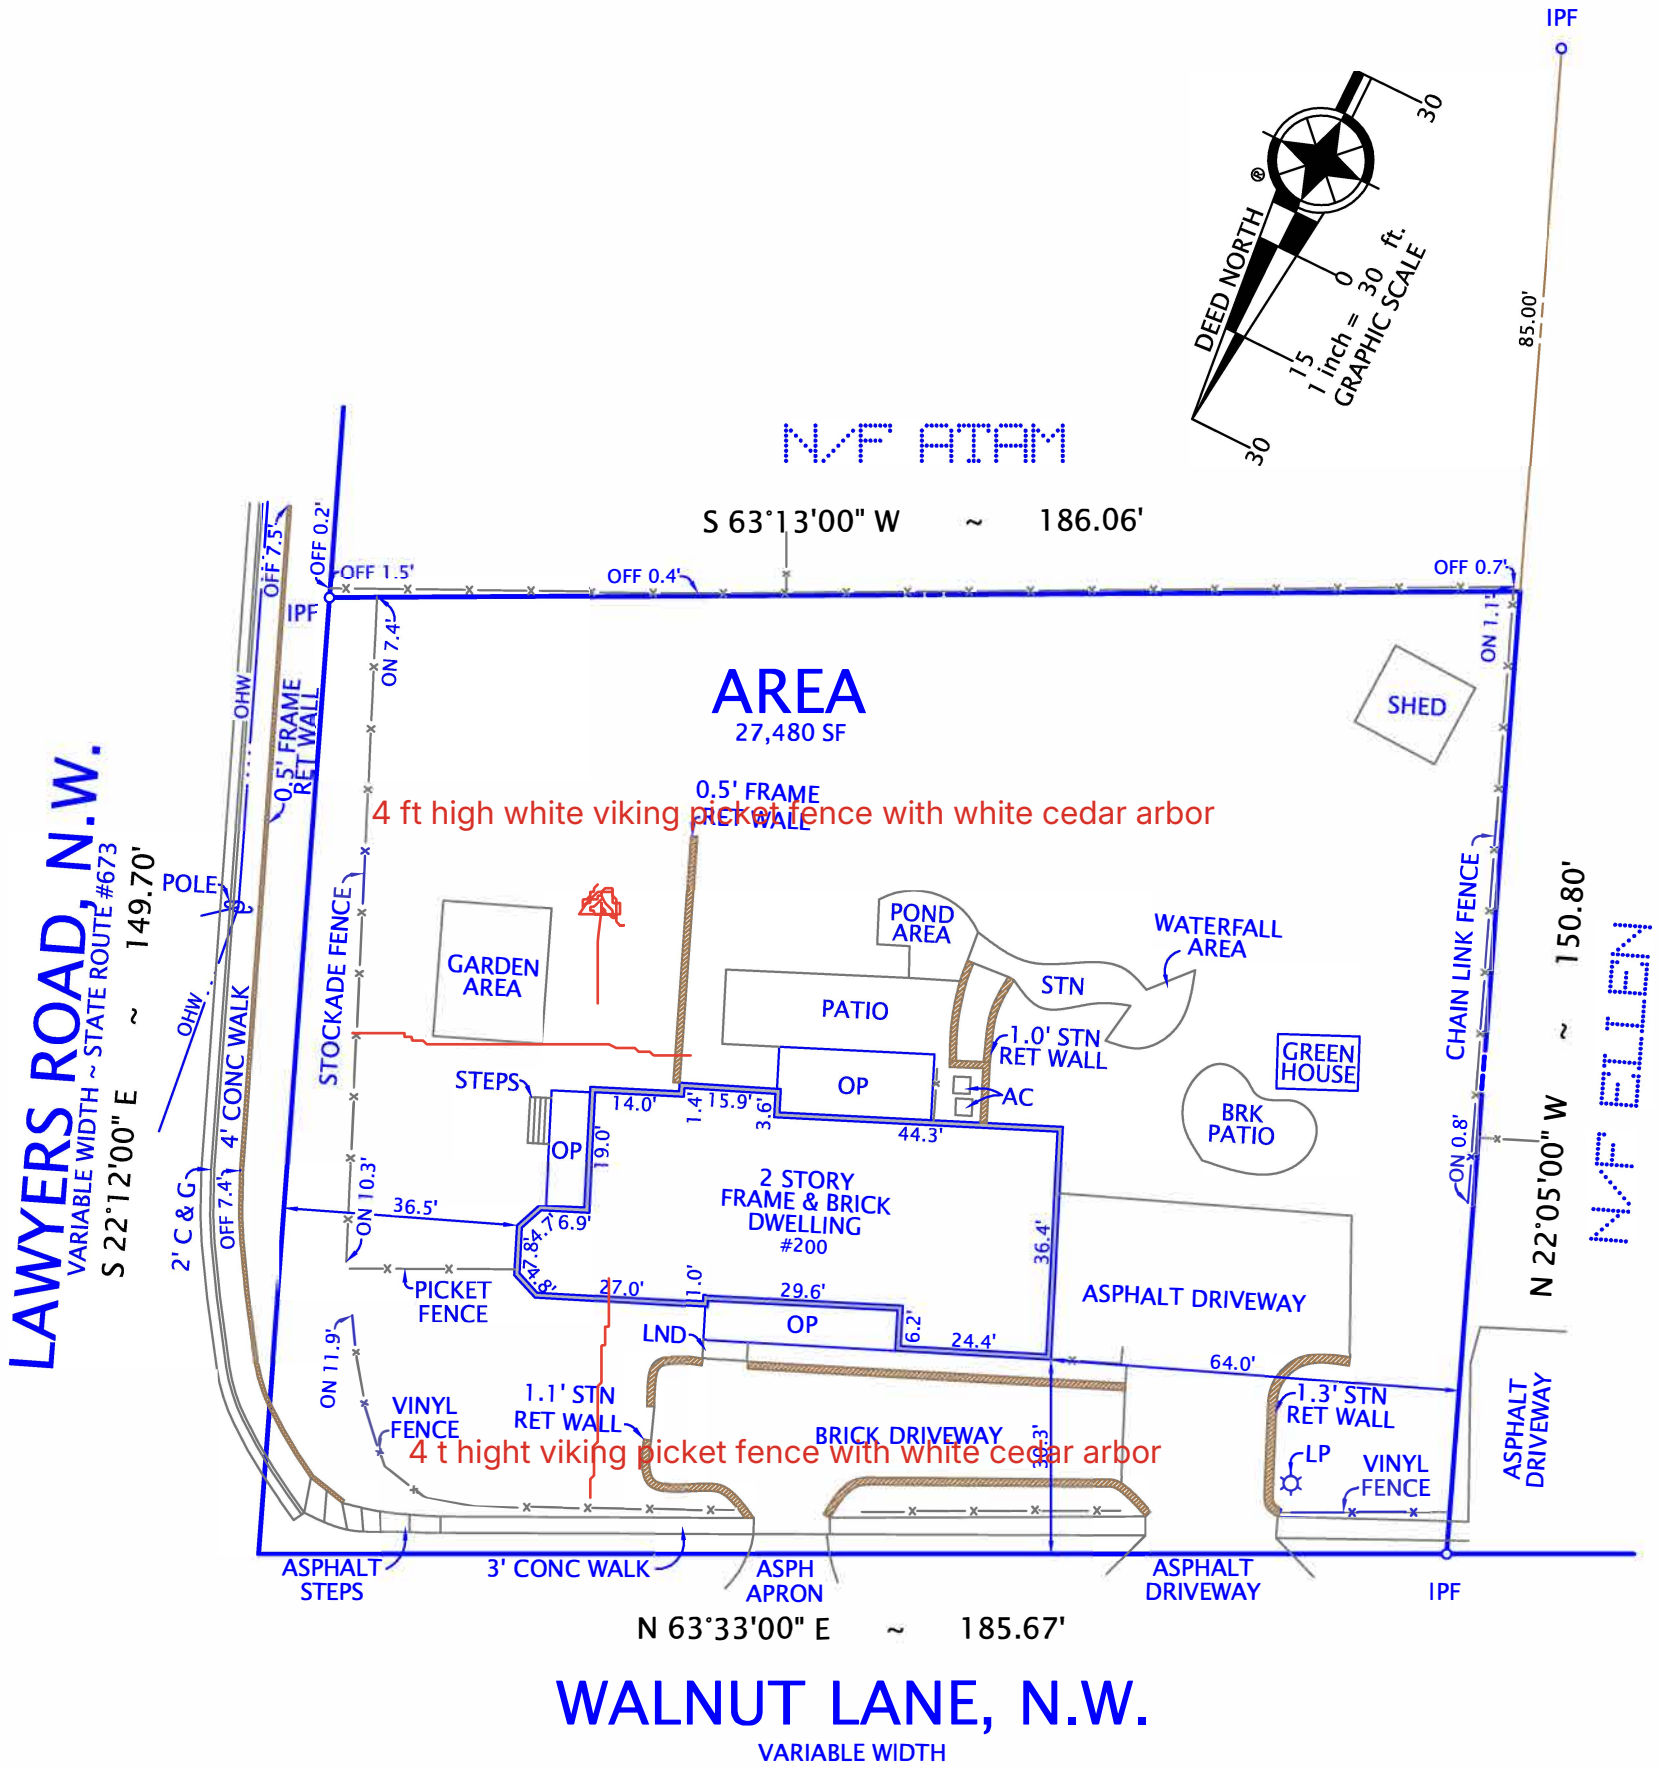 IPF
30
®
DEED NORTH
0
15
30
1 inch = 30 ft.
GRAPHIC SCALE
85.00'
N/F ATAM
S 63°13'00" W ~ 186.06'
OFF 7.5'
OFF 0.2'
OFF 1.5'
OFF 0.4'
OFF 0.7'
IPF
ON 7.4'
ON 1.1'
AREA
27,480 SF
SHED
OHW
0.5' FRAME
RET WALL
0.5' FRAME
RET WALL
4 ft high white viking picket fence with white cedar arbor
LAWYERS ROAD, N.W.
VARIABLE WIDTH ~ STATE ROUTE #673
S 22°12'00" E ~ 149.70'
POLE
OHW
4' CONC WALK
STOCKADE FENCE
GARDEN
AREA
POND
AREA
WATERFALL
AREA
STN
PATIO
1.0' STN
RET WALL
CHAIN LINK FENCE
N 22°05'00" W ~ 150.80'
N/F ELLEN
GREEN
HOUSE
STEPS
OP
AC
14.0'
1.4'
15.9'
3.6'
44.3'
BRK
PATIO
ON 0.8'
OP
19.0'
2 STORY
FRAME & BRICK
DWELLING
#200
2' C & G
OFF 7.4'
36.5'
ON 10.3'
4.7'
6.9'
7.8'
4.8'
36.4'
PICKET
FENCE
27.0'
1.0'
29.6'
OP
6.2'
24.4'
LND
ASPHALT DRIVEWAY
64.0'
ON 11.9'
VINYL
FENCE
1.1' STN
RET WALL
BRICK DRIVEWAY
30.3'
1.3' STN
RET WALL
LP
VINYL
FENCE
ASPHALT
DRIVEWAY
4 t hight viking picket fence with white cedar arbor
ASPHALT
STEPS
3' CONC WALK
ASPH
APRON
ASPHALT
DRIVEWAY
IPF
N 63°33'00" E ~ 185.67'
WALNUT LANE, N.W.
VARIABLE WIDTH